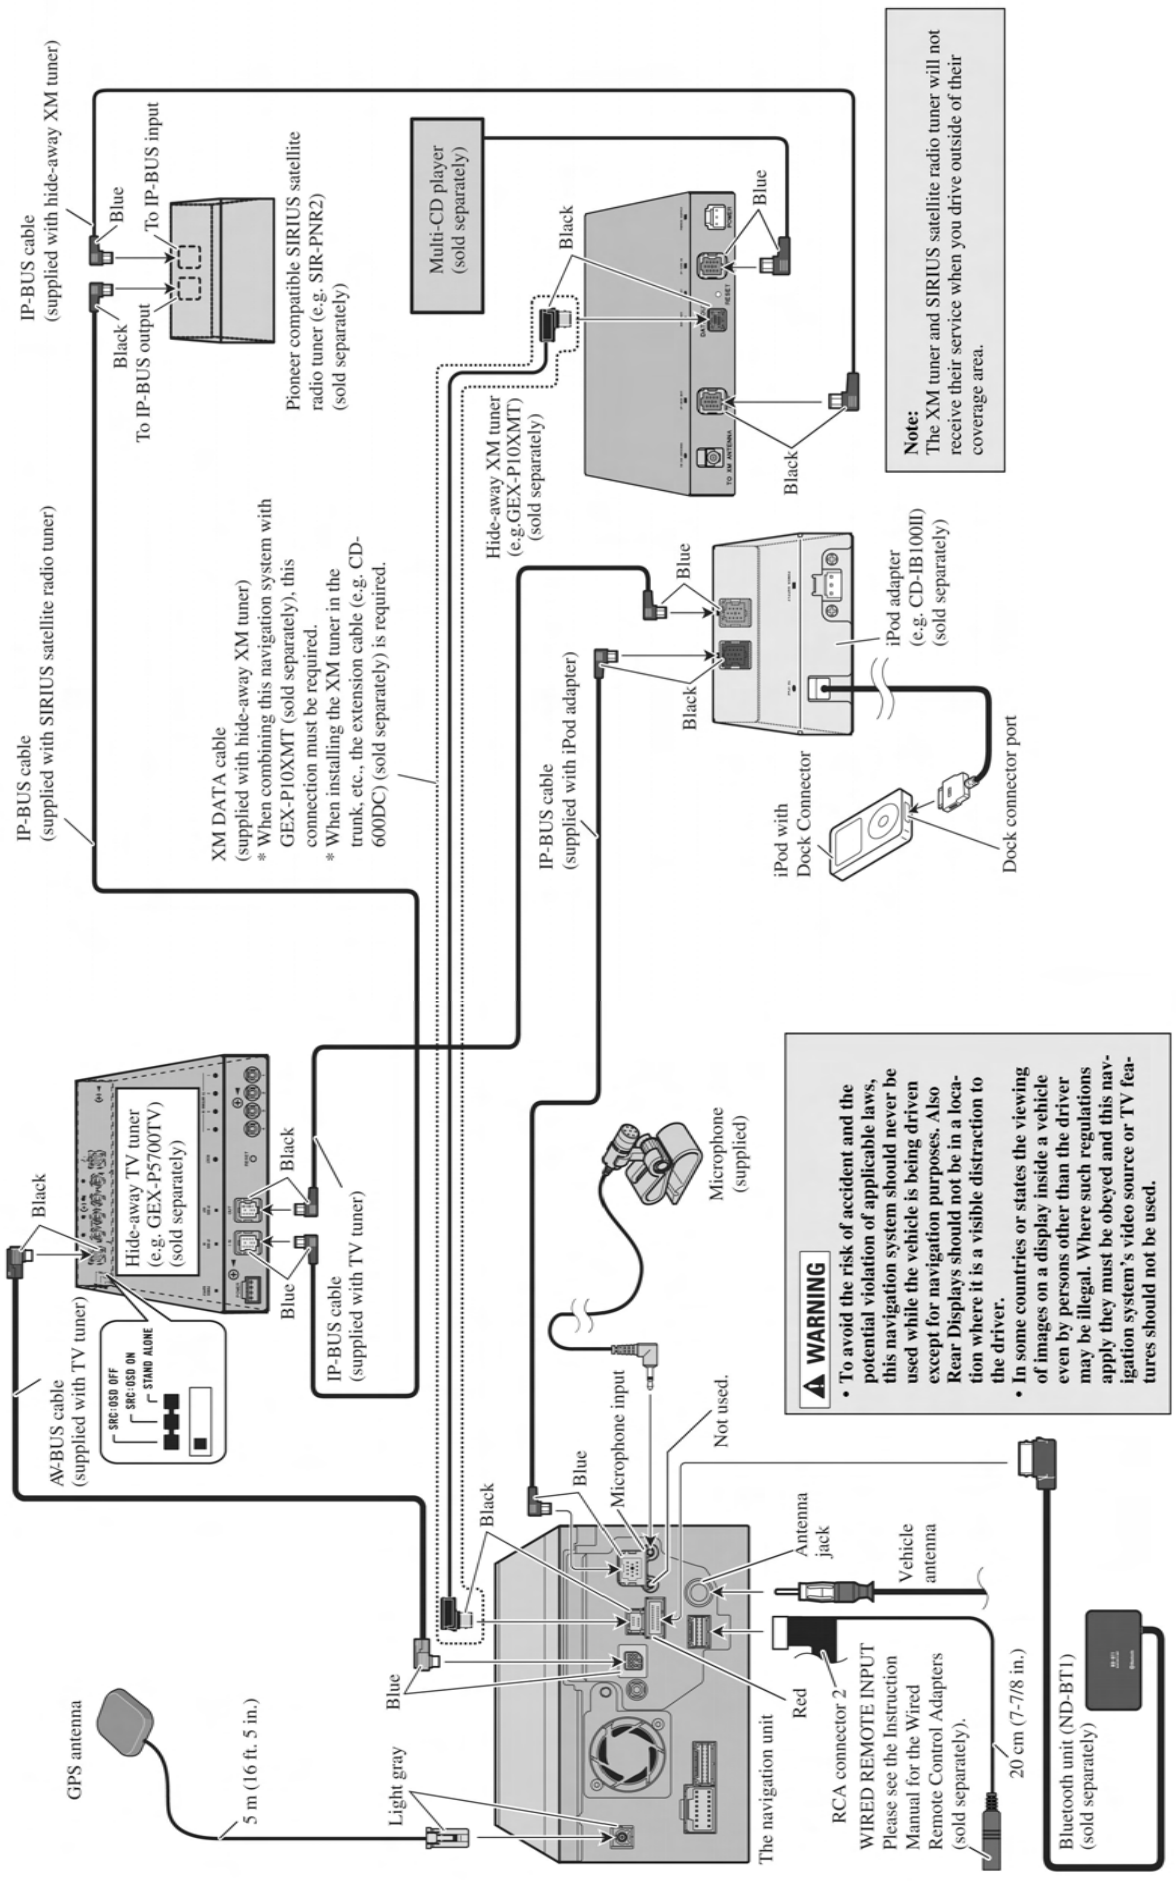 IP-BUS cable
(supplied with hide-away XM tuner)
Blue
Black
To IP-BUS input
To IP-BUS output
Pioneer compatible SIRIUS satellite
radio tuner (e.g. SIR-PNR2)
(sold separately)
IP-BUS cable
(supplied with SIRIUS satellite radio tuner)
Multi-CD player
(sold separately)
Black
Blue
POWER
RESET
TO XM ANTENNA
Black
Hide-away XM tuner
(e.g.GEX-P10XMT)
(sold separately)
Note:
The XM tuner and SIRIUS satellite radio tuner will not
receive their service when you drive outside of their
coverage area.
XM DATA cable
(supplied with hide-away XM tuner)
* When combining this navigation system with
GEX-P10XMT (sold separately), this
connection must be required.
* When installing the XM tuner in the
trunk, etc., the extension cable (e.g. CD-
600DC) (sold separately) is required.
IP-BUS cable
(supplied with iPod adapter)
Blue
Black
iPod adapter
(e.g. CD-IB100II)
(sold separately)
iPod with
Dock Connector
Dock connector port
Black
Hide-away TV tuner
(e.g. GEX-P5700TV)
(sold separately)
RESET
Black
Blue
IP-BUS cable
(supplied with TV tuner)
AV-BUS cable
(supplied with TV tuner)
SRC:OSD OFF
SRC:OSD ON
STAND ALONE
Microphone
(supplied)
Microphone input
Not used.
Blue
Black
WARNING
• To avoid the risk of accident and the
potential violation of applicable laws,
this navigation system should never be
used while the vehicle is being driven
except for navigation purposes. Also
Rear Displays should not be in a loca-
tion where it is a visible distraction to
the driver.
• In some countries or states the viewing
of images on a display inside a vehicle
even by persons other than the driver
may be illegal. Where such regulations
apply they must be obeyed and this nav-
igation system's video source or TV fea-
tures should not be used.
GPS antenna
5 m (16 ft. 5 in.)
Light gray
Blue
The navigation unit
Red
Antenna
jack
Vehicle
antenna
RCA connector 2
WIRED REMOTE INPUT
Please see the Instruction
Manual for the Wired
Remote Control Adapters
(sold separately).
20 cm (7-7/8 in.)
Bluetooth unit (ND-BT1)
(sold separately)